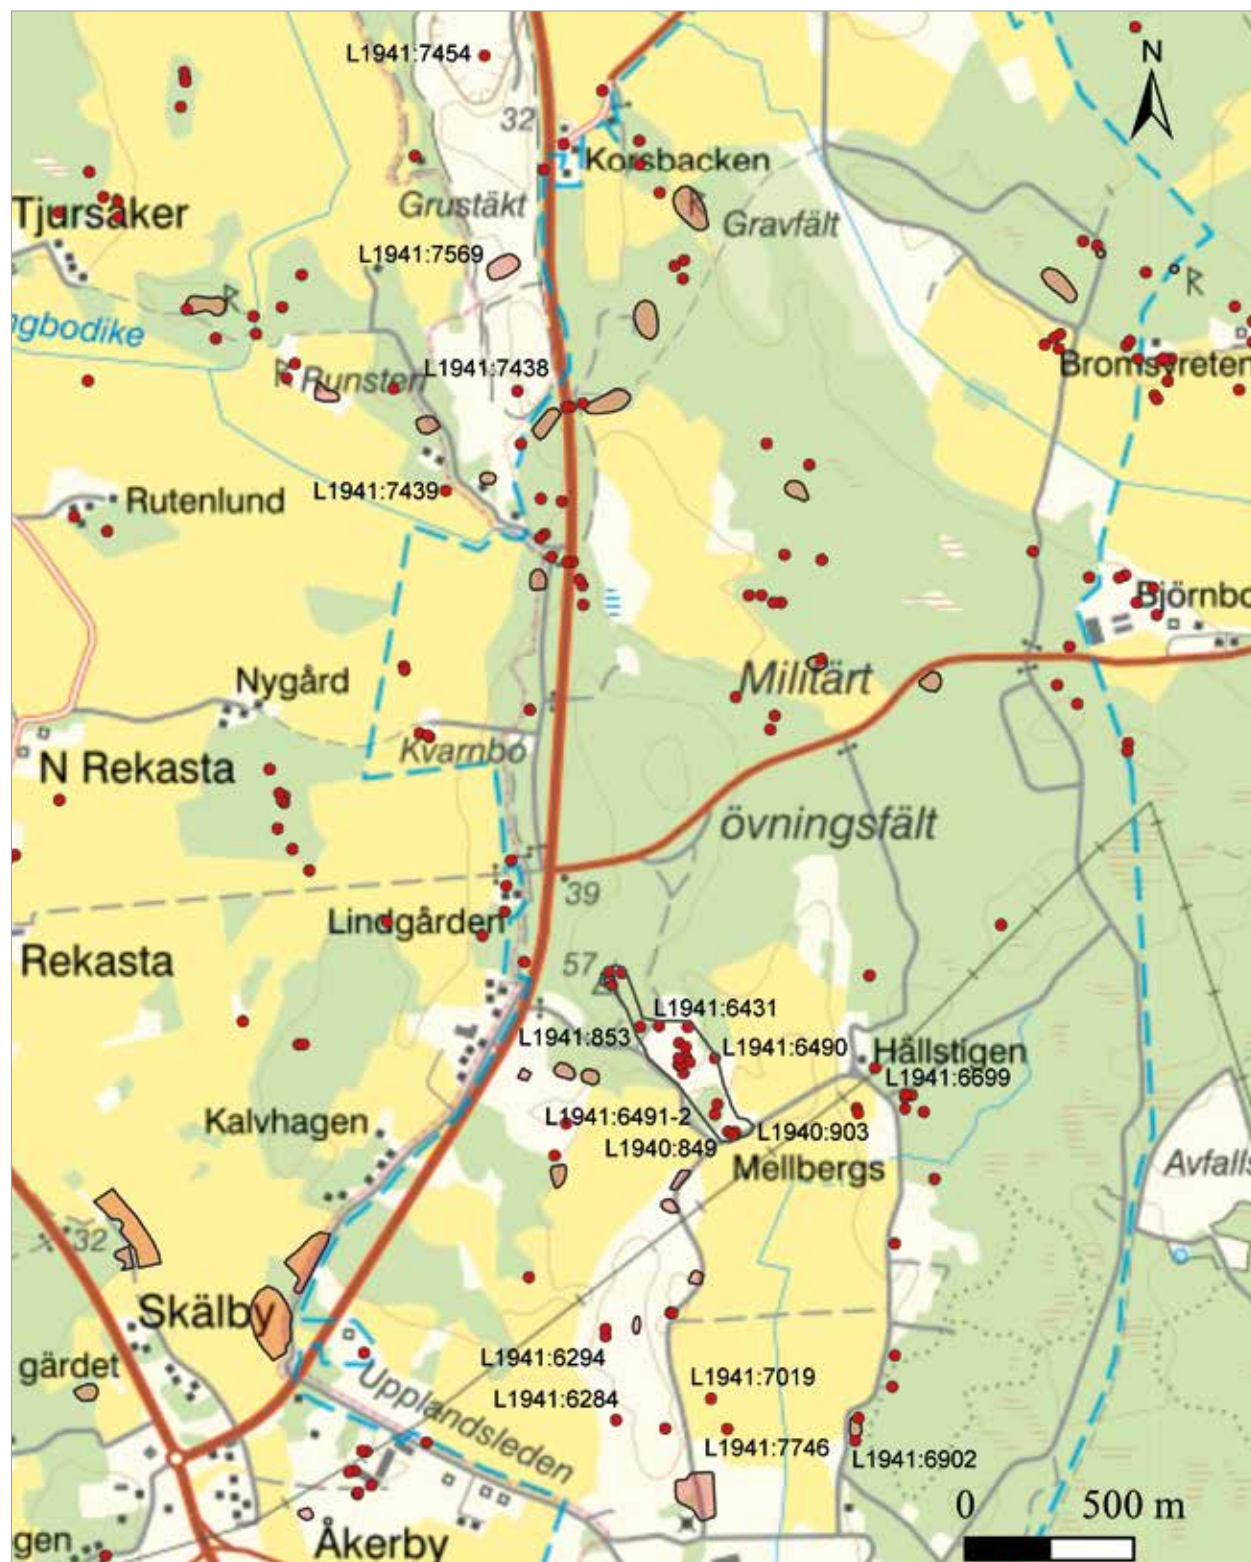 L1941:7454
N
32
Korsbacken
Tjursåker
Grustäkt
Gravfält
L1941:7569
R
R
ngbodike
L1941:7438
Bromsvreten
R
Runsten
L1941:7439
Rutenlund
Björnbo
Nygård
Militärt
Kvarnbo
N Rekasta
övningsfält
39
Lindgården
Rekasta
57
L1941:6431
L1941:853
L1941:6490
Hällstigen
L1941:6699
L1941:6491-2
Kalvhagen
L1940:903
L1940:849
Mellbergs
Avfalls
32
Skälby
L1941:6294
gärdet
L1941:7019
L1941:6284
Upplandsleden
L1941:7746
L1941:6902
0 500 m
gen
Åkerby